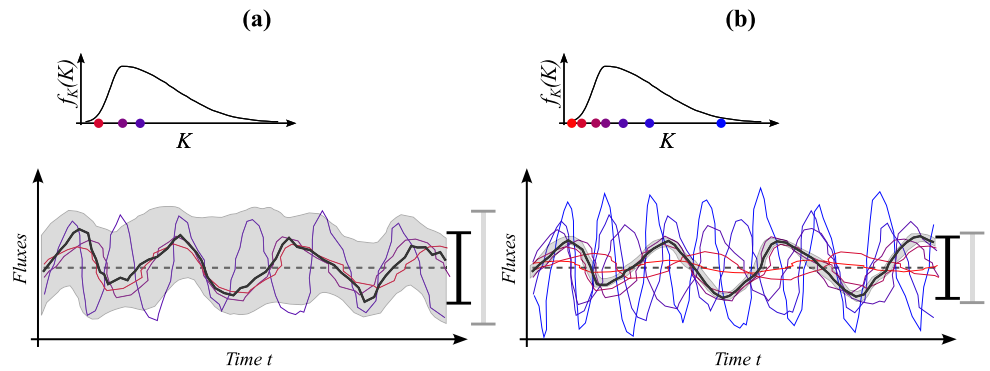 (a)
(b)
f_K(K)
K
f_K(K)
K
Fluxes
Time t
Fluxes
Time t